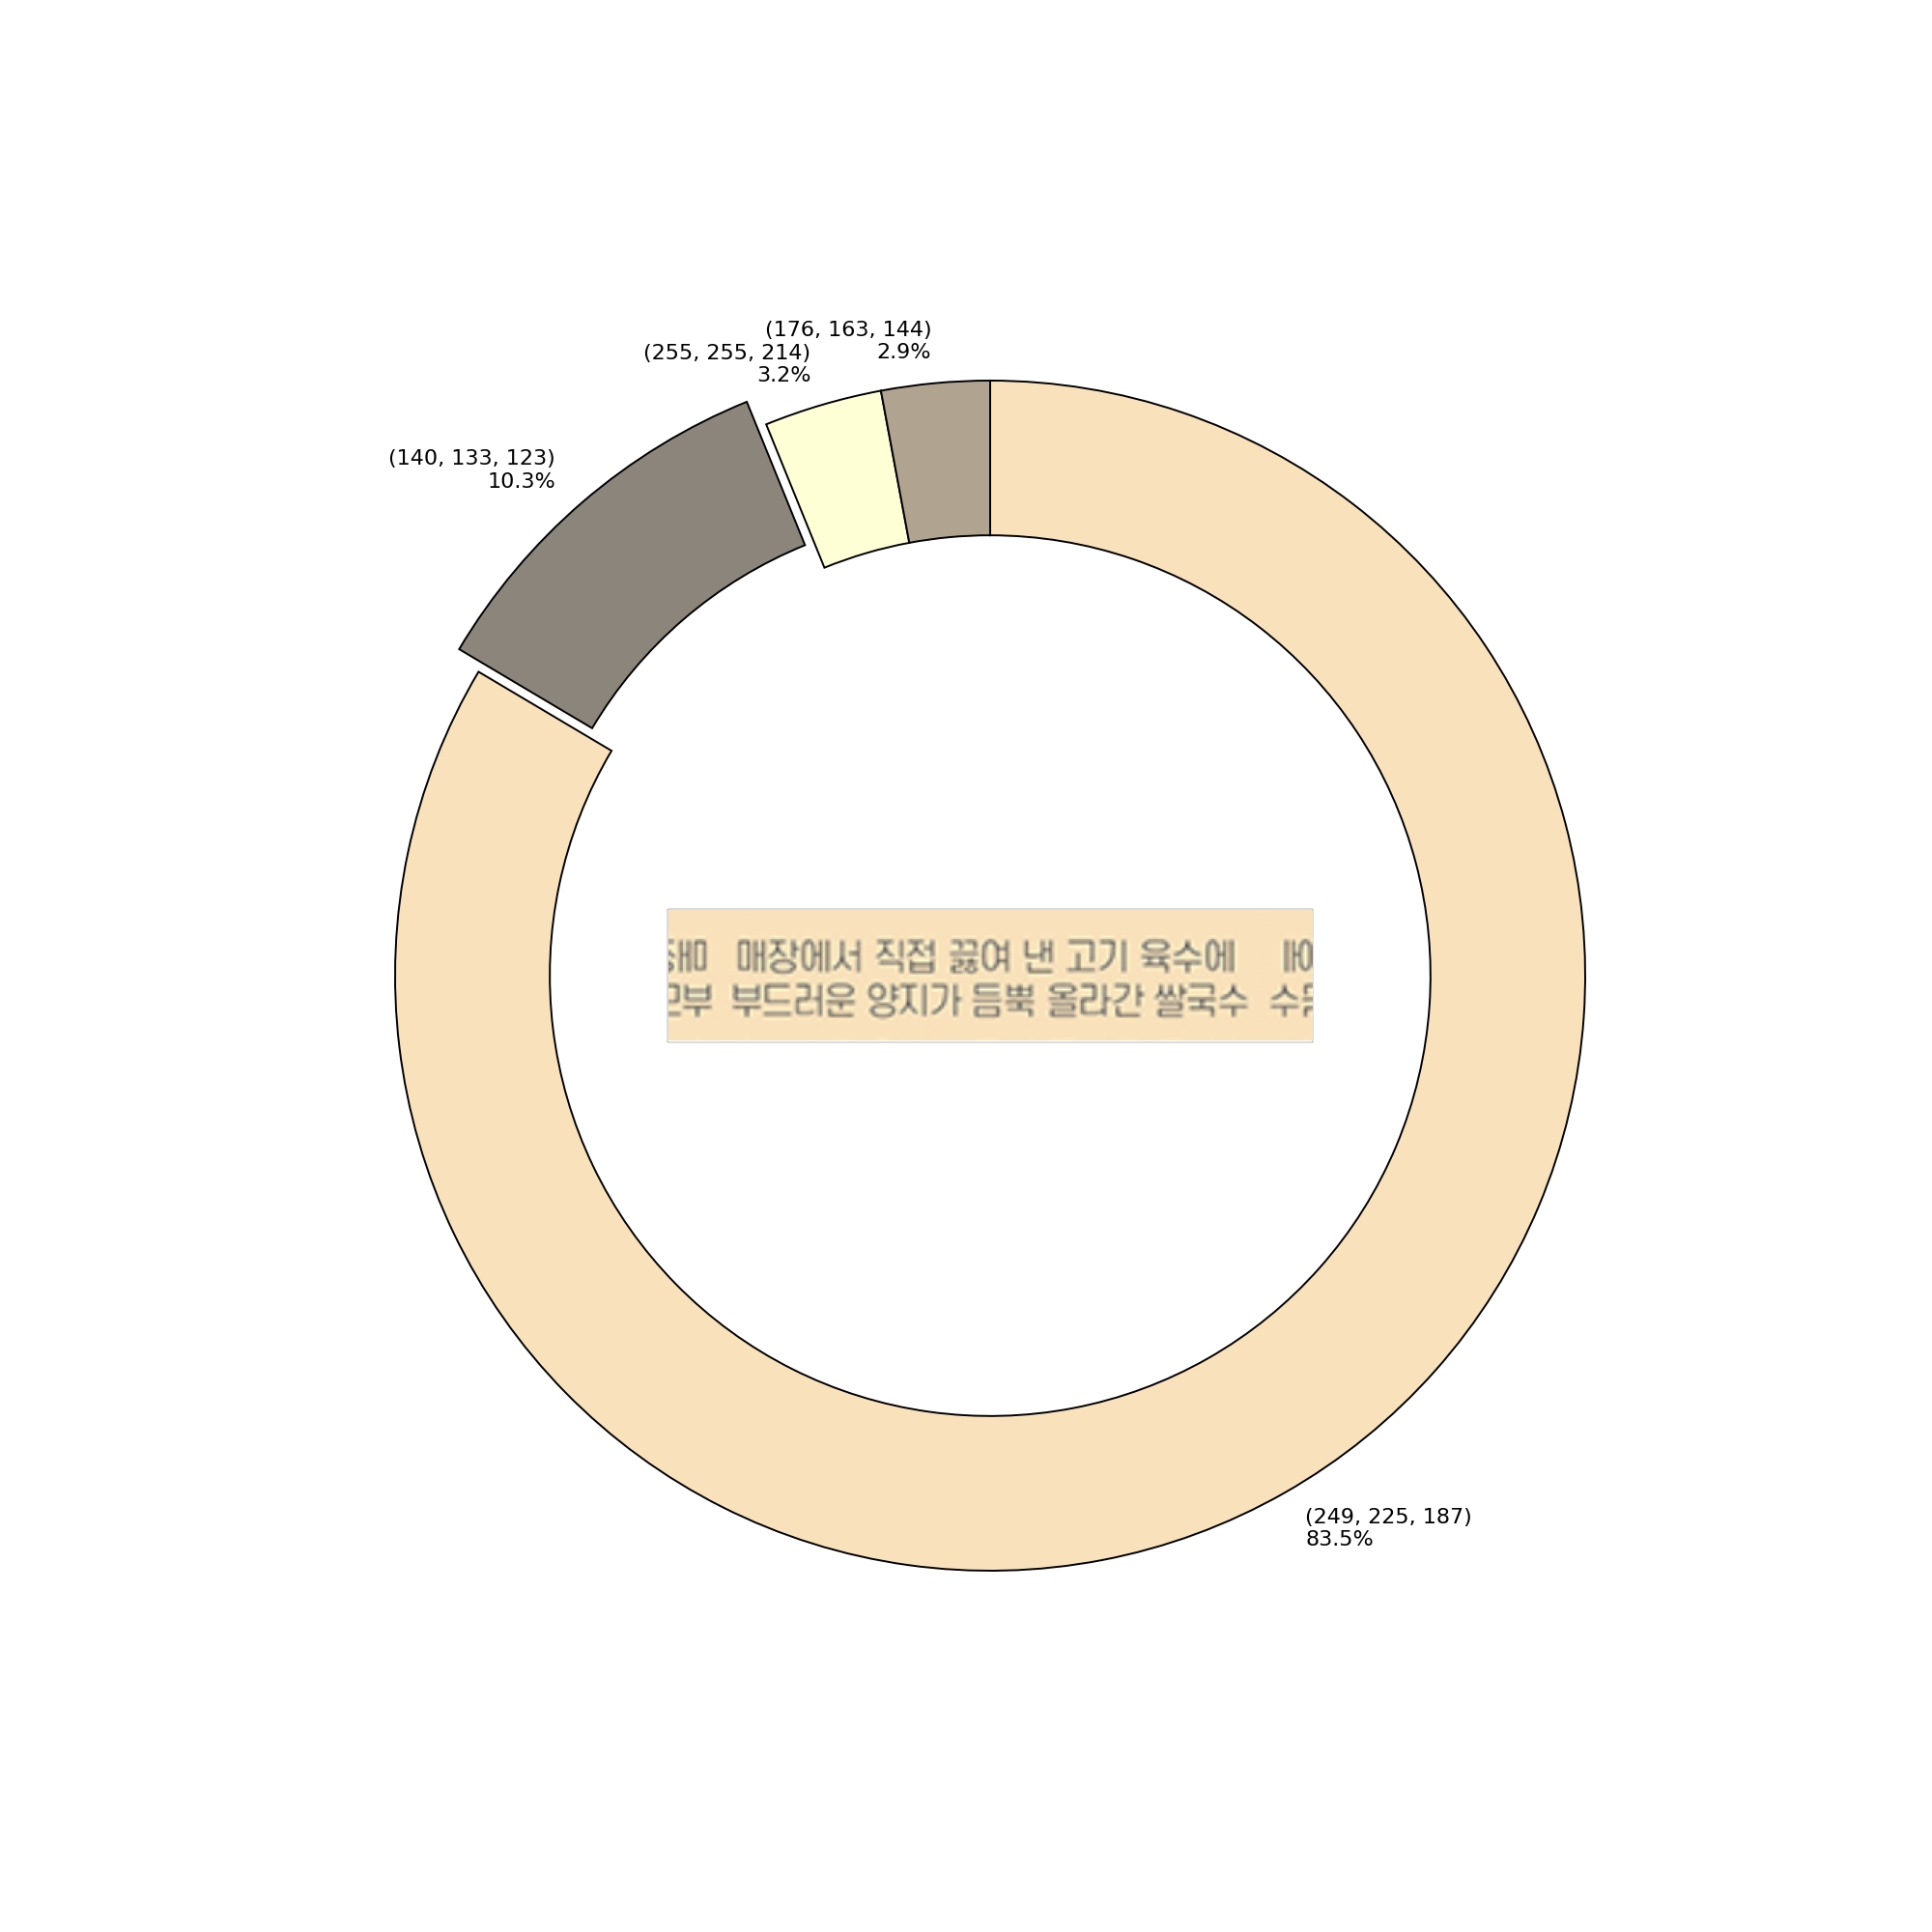 (176, 163, 144)
2.9%
(255, 255, 214)
3.2%
(140, 133, 123)
10.3%
매장에서 직접 끓여 낸 고기 육수에
부드러운 양지가 듬뿍 올라간 쌀국수
(249, 225, 187)
83.5%